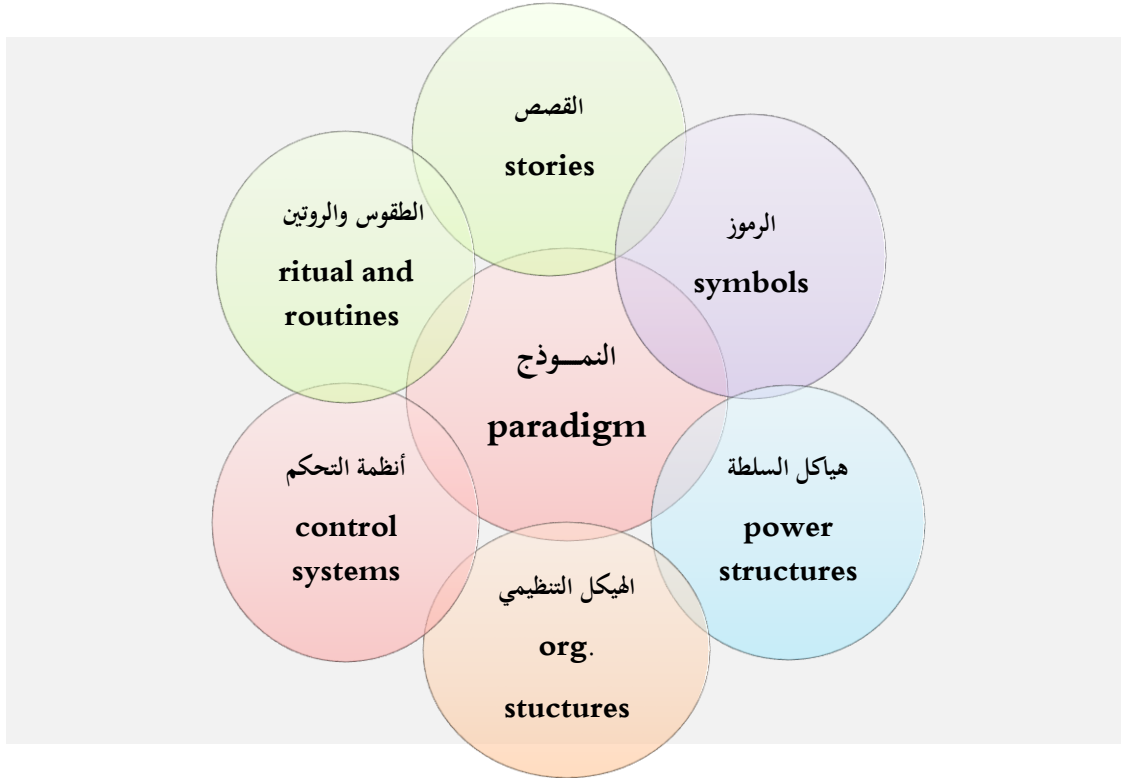 القصص
stories
الطقوس والروتين
ritual and
routines
الرموز
symbols
النمـــوذج
paradigm
أنظمة التحكم
control
systems
هياكل السلطة
power
structures
الهيكل التنظيمي
org.
stuctures